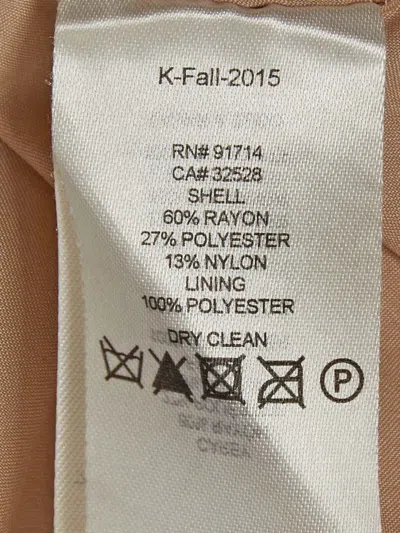 K-Fall-2015
RN# 91714
CA# 32528
SHELL
60% RAYON
27% POLYESTER
13% NYLON
LINING
100% POLYESTER
DRY CLEAN
P